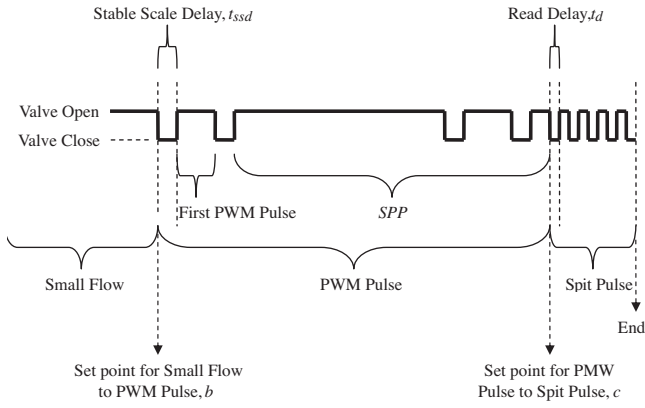 Stable Scale Delay, tssd
Read Delay,td
Valve Open
Valve Close
First PWM Pulse
SPP
Small Flow
PWM Pulse
Spit Pulse
End
Set point for Small Flow
to PWM Pulse, b
Set point for PMW
Pulse to Spit Pulse, c